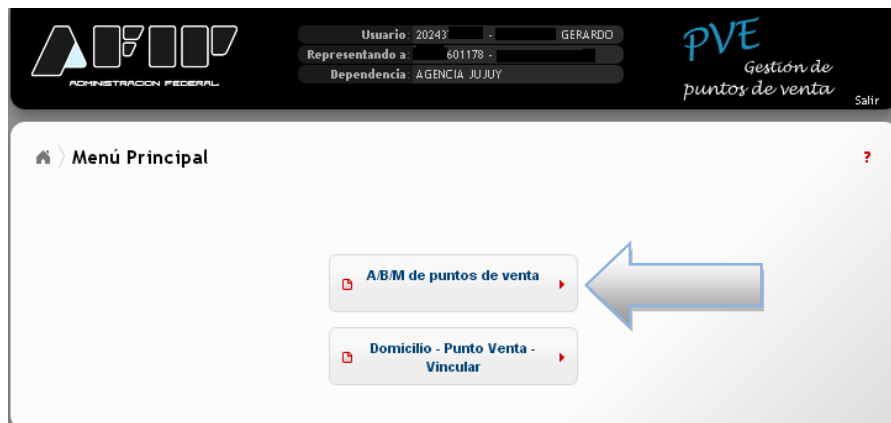 AFIP
ADMINISTRACION FEDERAL
Usuario: 20243 - GERARDO
Representando a: 601178 -
Dependencia: AGENCIA JUJUY
PVE
Gestión de
puntos de venta
Salir
Menú Principal
?
A/B/M de puntos de venta
Domicilio - Punto Venta -
Vincular